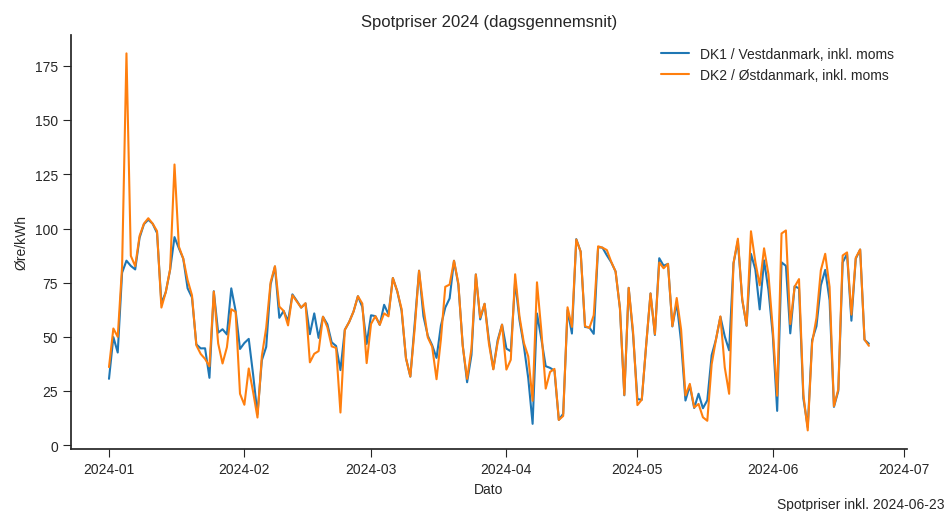 Spotpriser 2024 (dagsgennemsnit)
DK1 / Vestdanmark, inkl. moms
DK2 / Østdanmark, inkl. moms
Øre/kWh
175
150
125
100
75
50
25
0
2024-01
2024-02
2024-03
2024-04
2024-05
2024-06
2024-07
Dato
Spotpriser inkl. 2024-06-23